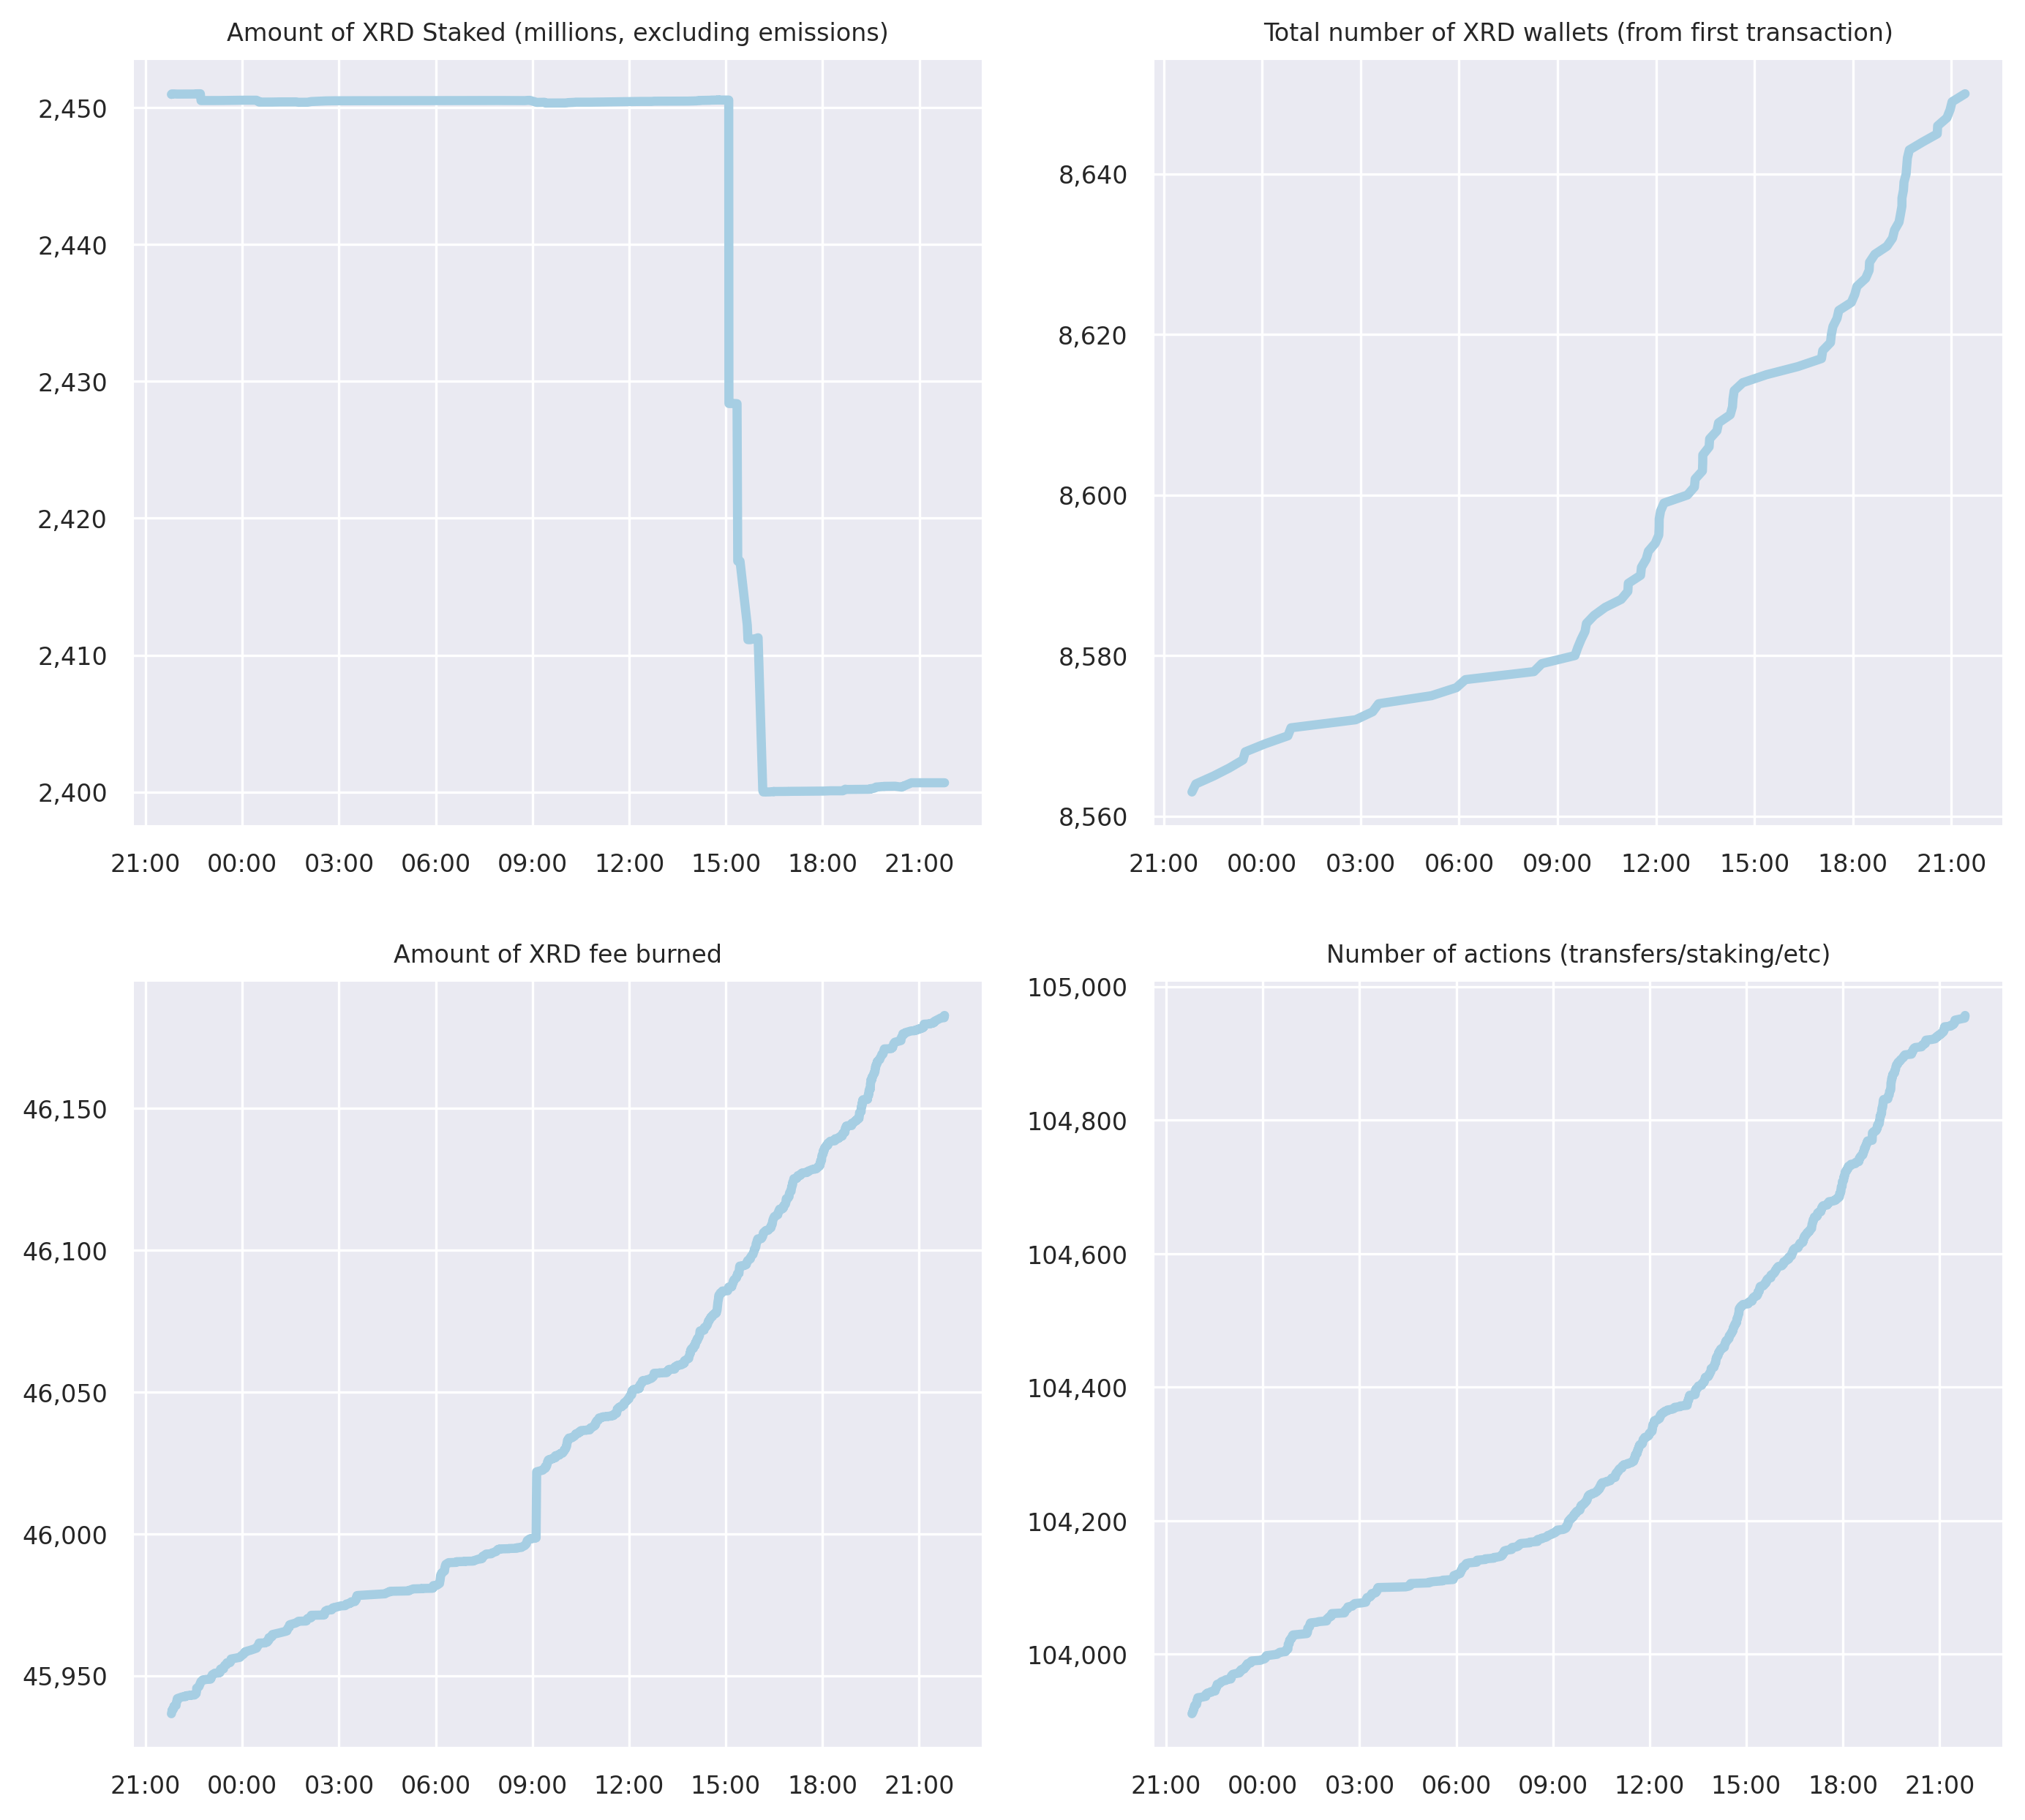 Amount of XRD Staked (millions, excluding emissions)
2,450
2,440
2,430
2,420
2,410
2,400
21:00 00:00 03:00 06:00 09:00 12:00 15:00 18:00 21:00
Total number of XRD wallets (from first transaction)
8,640
8,620
8,600
8,580
8,560
21:00 00:00 03:00 06:00 09:00 12:00 15:00 18:00 21:00
Amount of XRD fee burned
46,150
46,100
46,050
46,000
45,950
21:00 00:00 03:00 06:00 09:00 12:00 15:00 18:00 21:00
Number of actions (transfers/staking/etc)
105,000
104,800
104,600
104,400
104,200
104,000
21:00 00:00 03:00 06:00 09:00 12:00 15:00 18:00 21:00